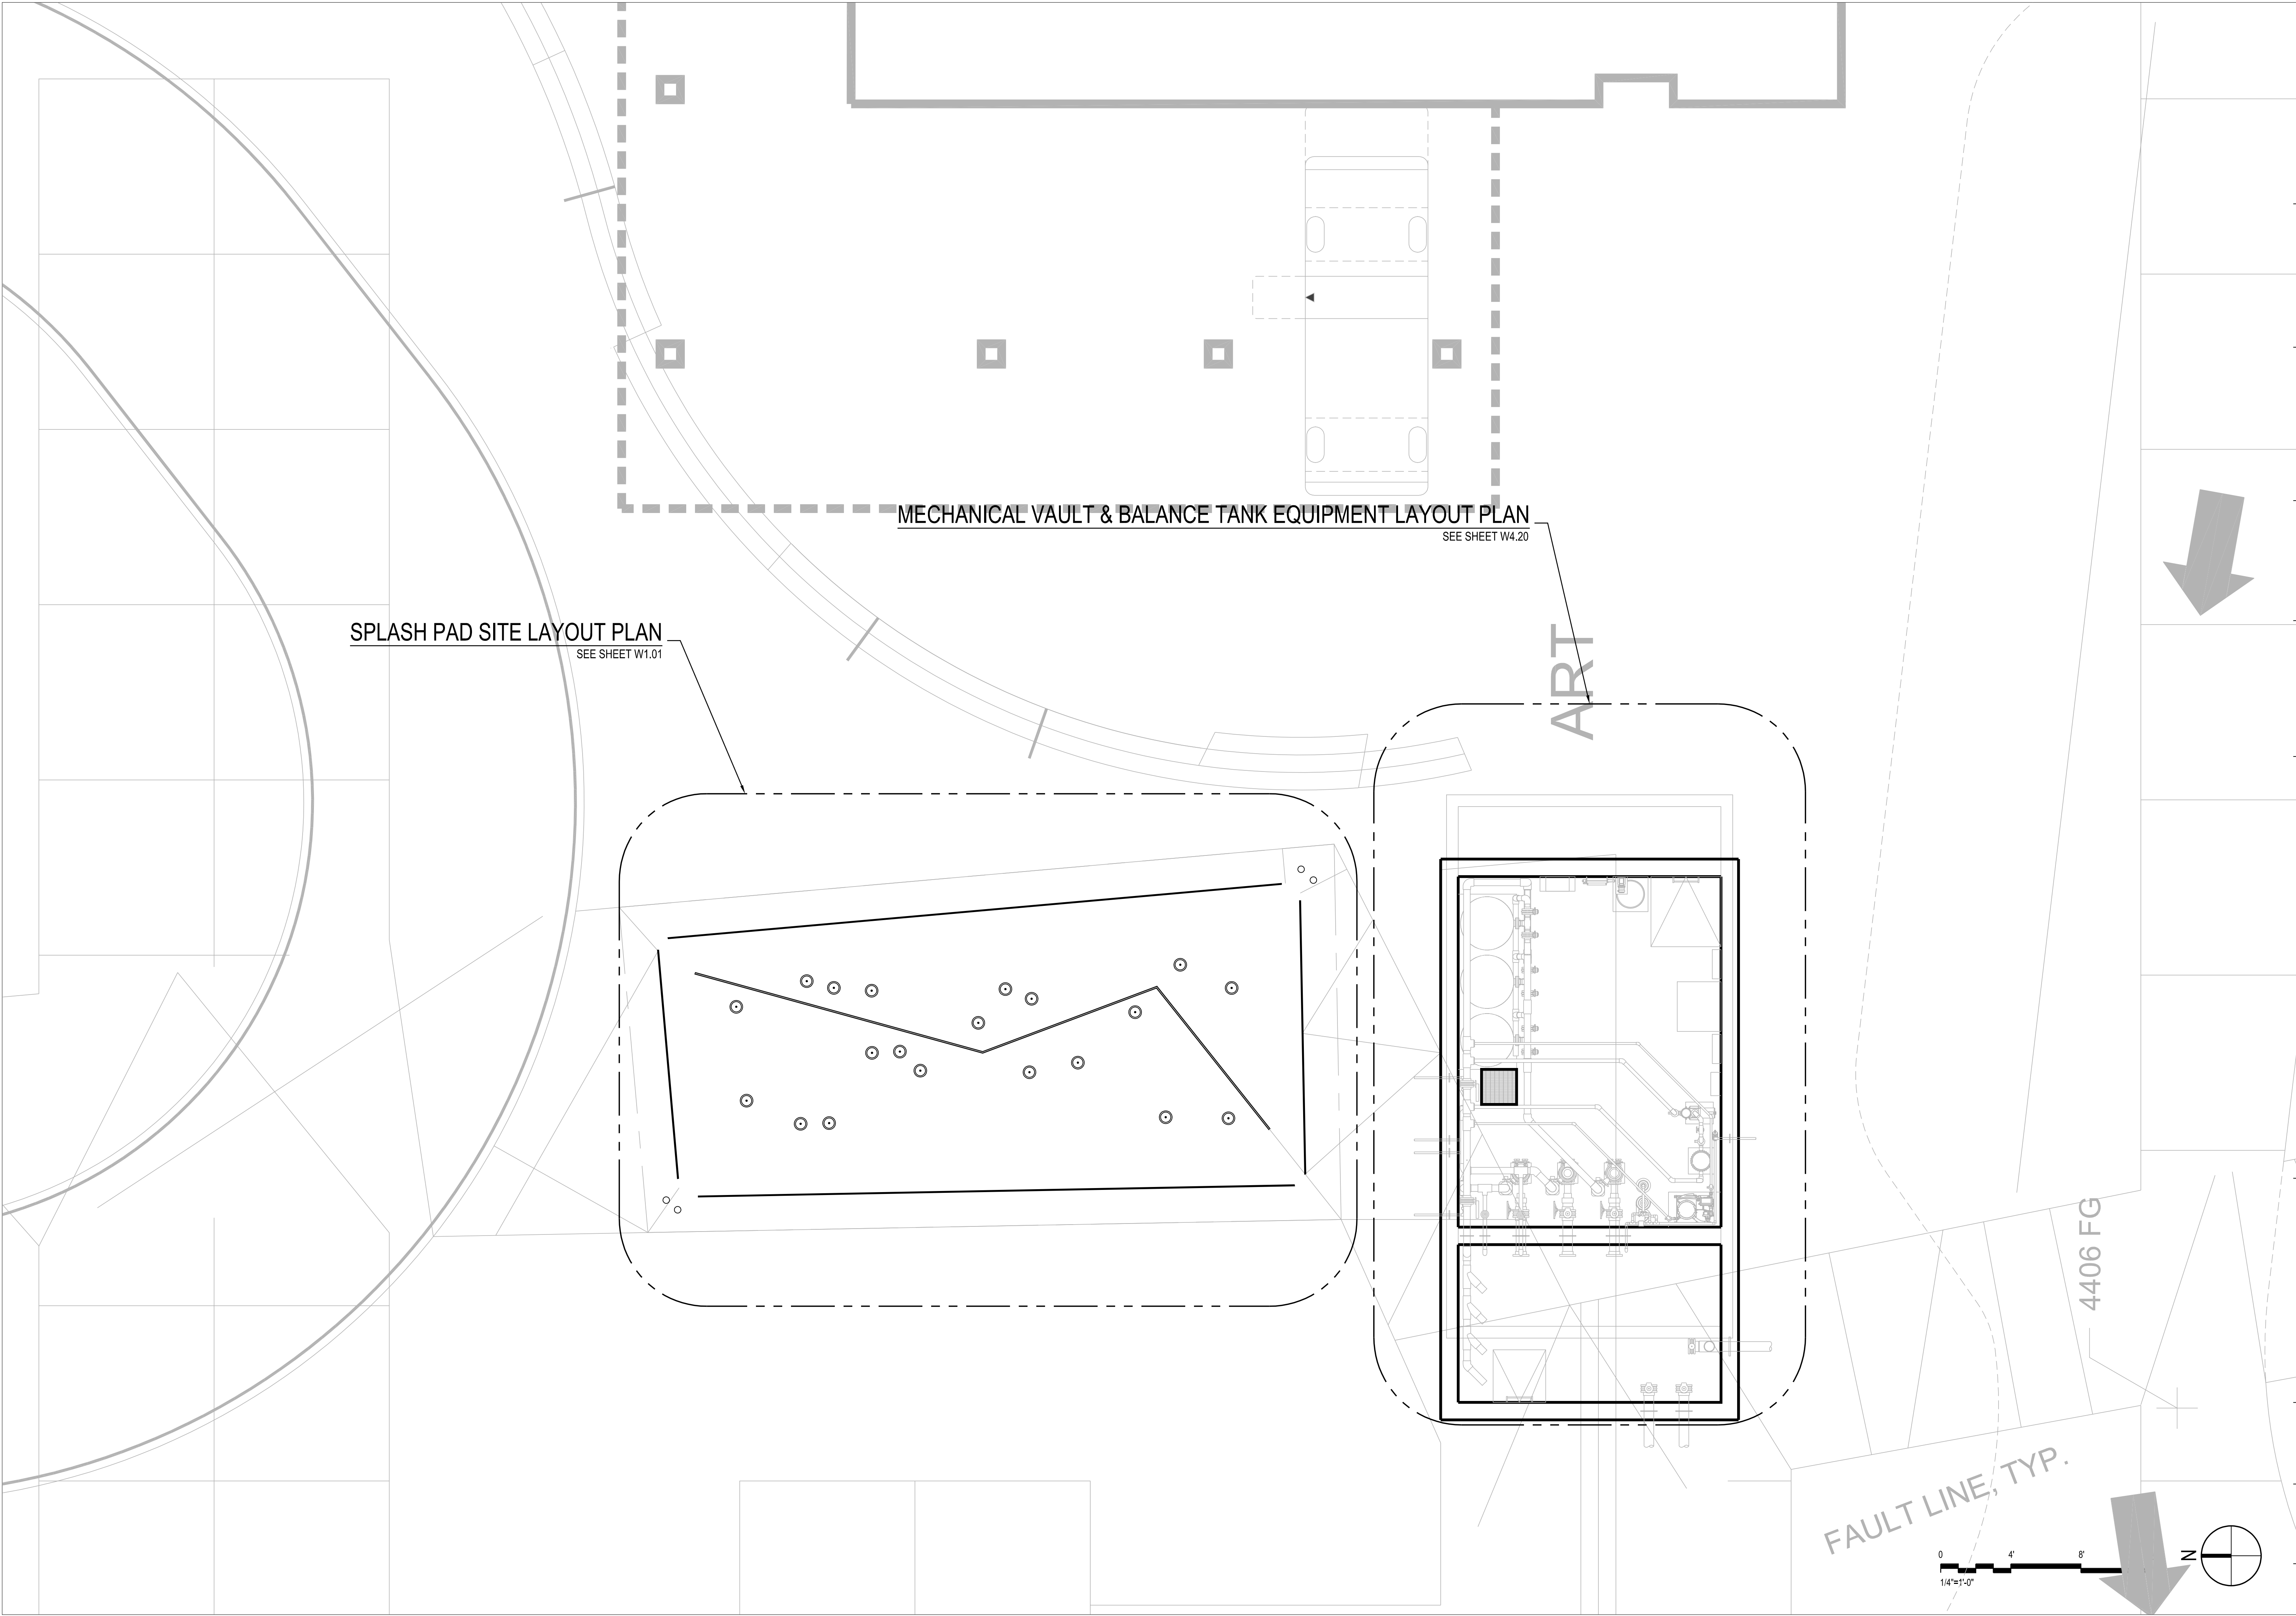 MECHANICAL VAULT & BALANCE TANK EQUIPMENT LAYOUT PLAN
SEE SHEET W4.20
SPLASH PAD SITE LAYOUT PLAN
SEE SHEET W1.01
ART
4406 FG
FAULT LINE, TYP.
0 4' 8'
1/4"=1'-0"
N